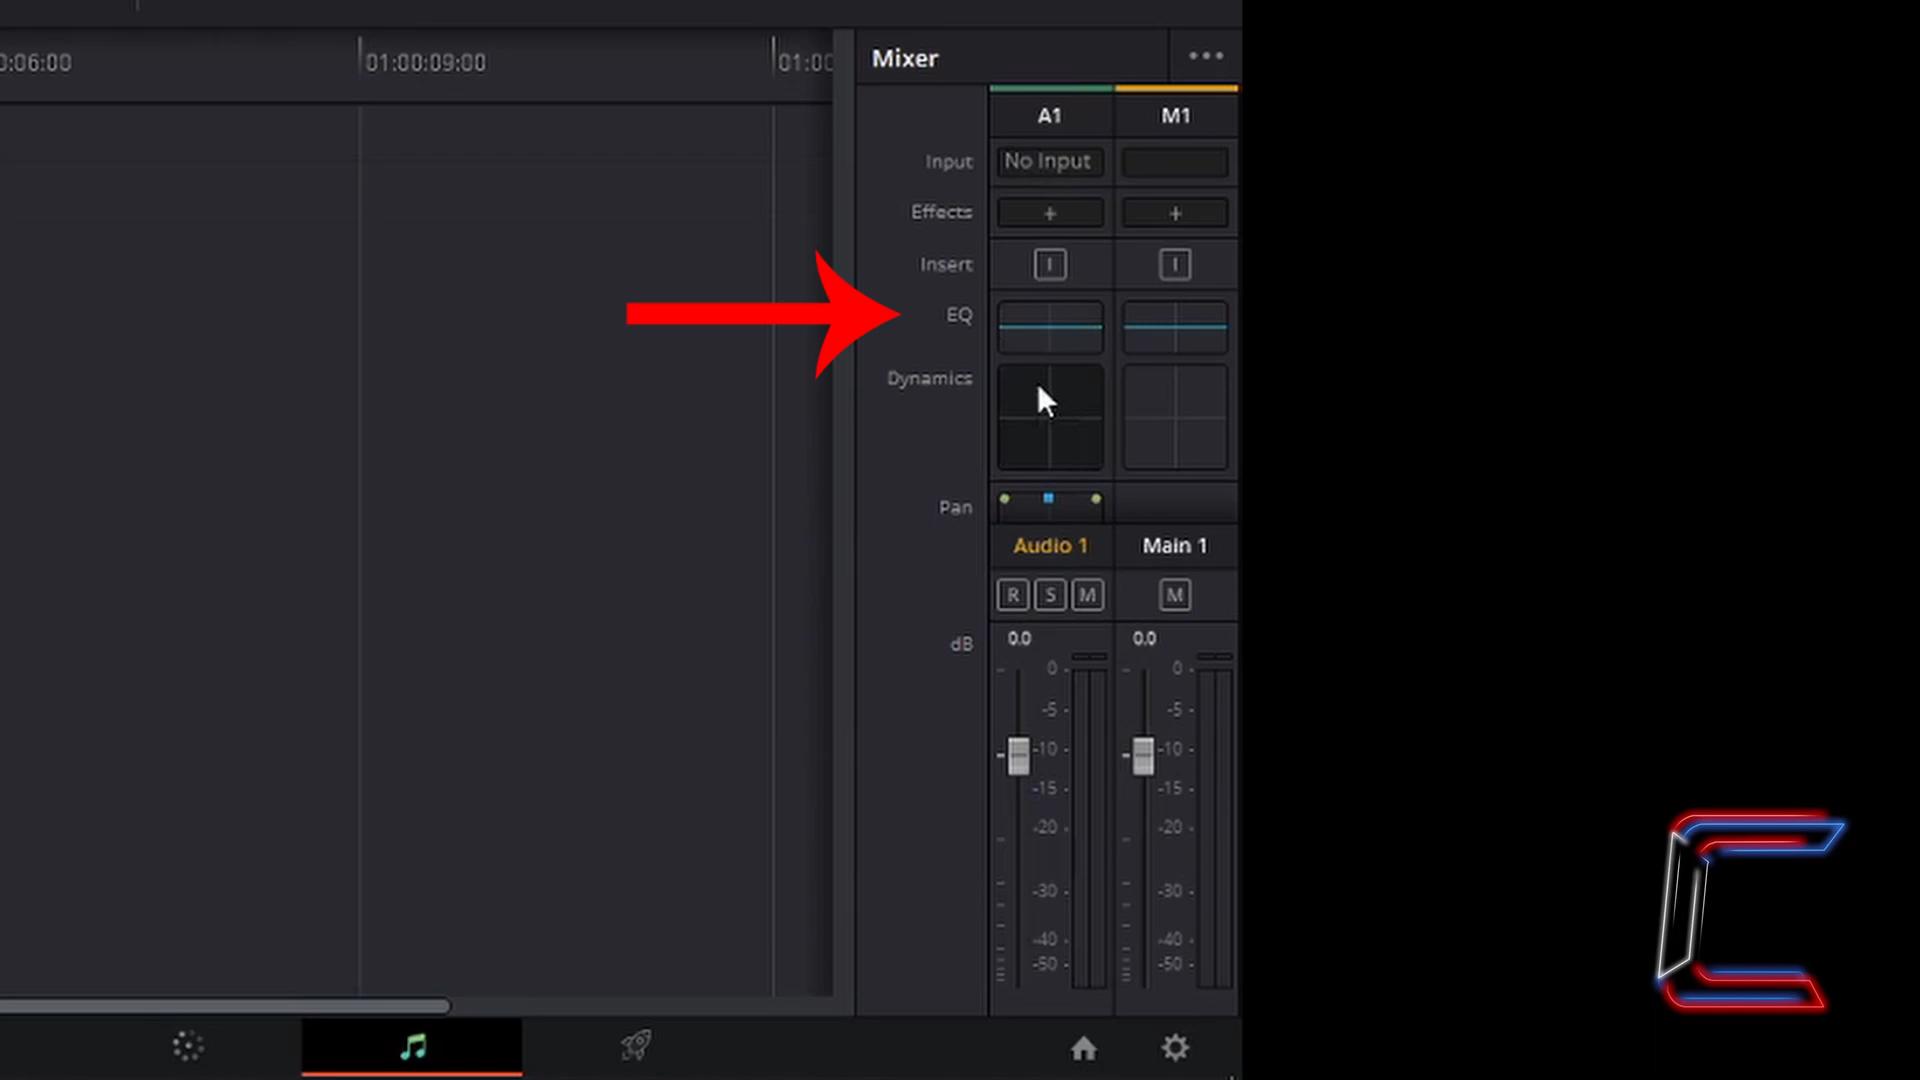 0:06:00 01:00:09:00 01:00
Mixer
A1 M1
Input No Input
Effects + +
Insert I I
EQ
Dynamics
Pan
Audio 1 Main 1
R S M M
dB 0.0 0.0
0 0
-5 -5
-10 -10
-15 -15
-20 -20
-30 -30
-40 -40
-50 -50
C